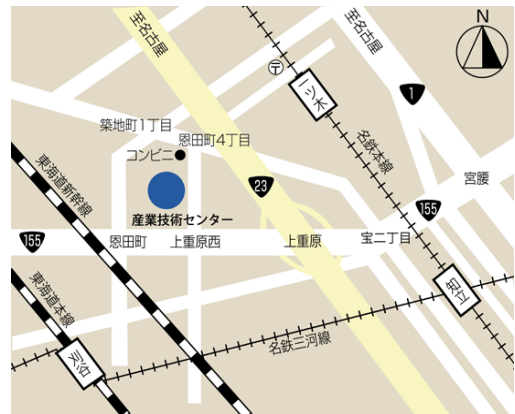 至名古屋
至名古屋
N
〒
一ツ木
1
築地町1丁目
恩田町4丁目
コンビニ
名鉄本線
東海道新幹線
23
宮腰
産業技術センター
155
155
恩田町
上重原西
上重原
宝二丁目
東海道本線
知立
名鉄三河線
刈谷